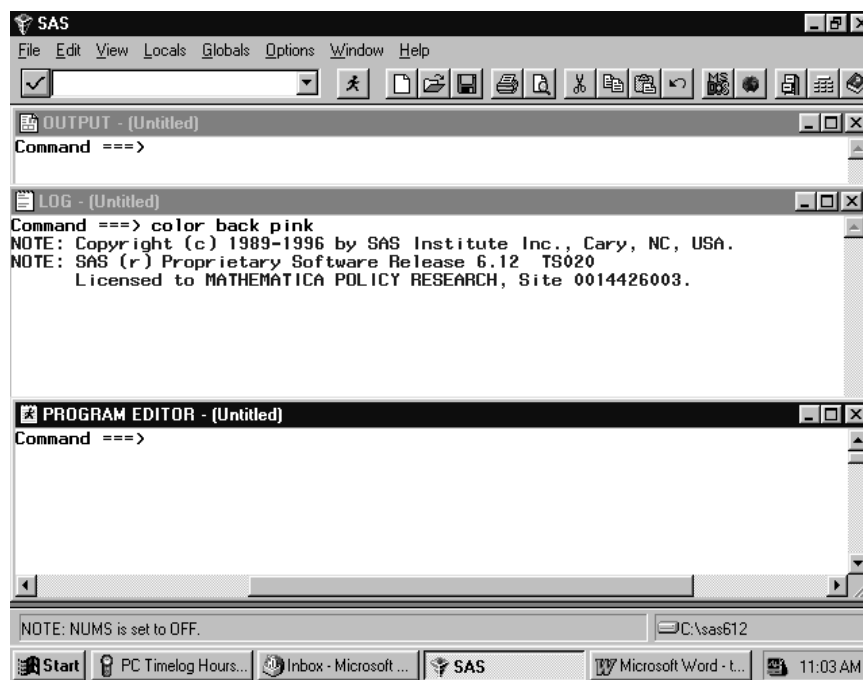 SAS
File Edit View Locals Globals Options Window Help
MS
DOS
OUTPUT - (Untitled)
Command ===>
LOG - (Untitled)
Command ===> color back pink
NOTE: Copyright (c) 1989-1996 by SAS Institute Inc., Cary, NC, USA.
NOTE: SAS (r) Proprietary Software Release 6.12 TS020
Licensed to MATHEMATICA POLICY RESEARCH, Site 0014426003.
PROGRAM EDITOR - (Untitled)
Command ===>
NOTE: NUMS is set to OFF. C:\sas612
Start PC Timelog Hours... Inbox - Microsoft ... SAS Microsoft Word - t... 11:03 AM